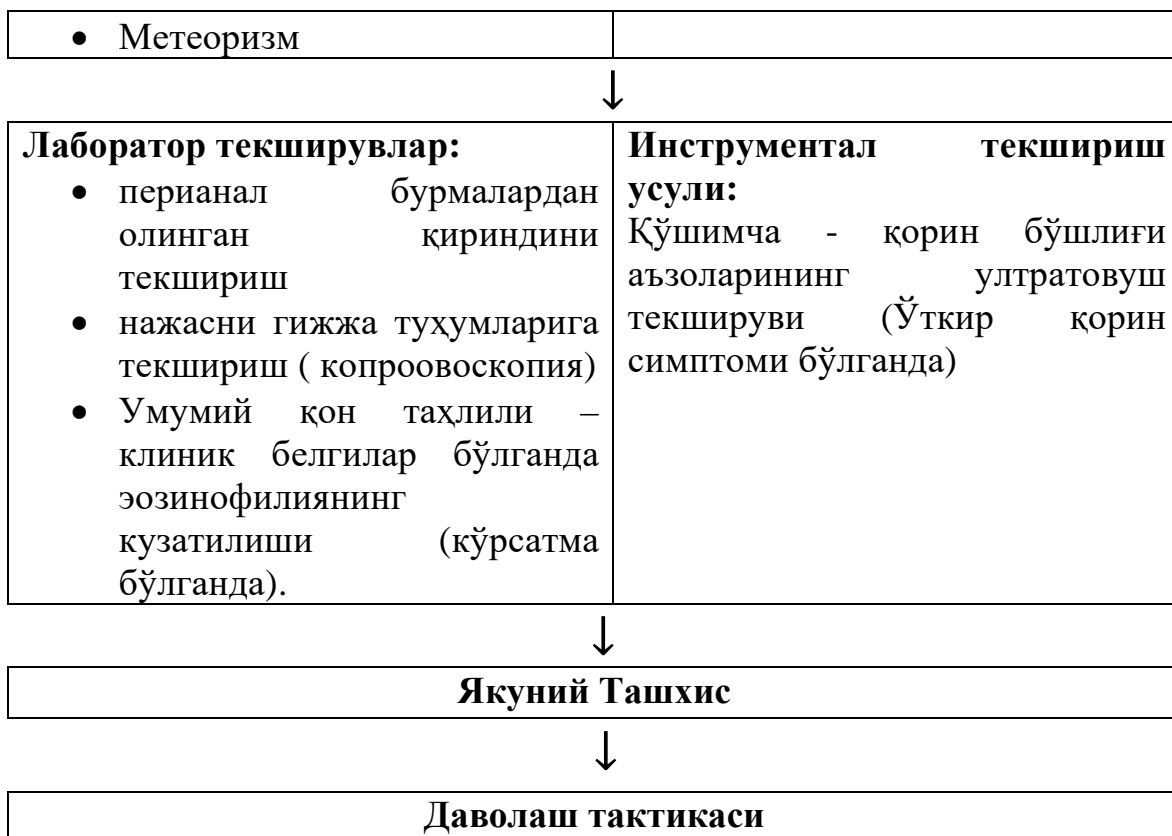 • Метеоризм
↓
Лаборатор текширувлар:
• перианал бурмалардан
олинган қириндини
текшириш
• нажасни гижжа туҳумларига
текшириш ( копроовоскопия)
• Умумий қон таҳлили –
клиник белгилар бўлганда
эозинофилиянинг
кузатилиши (кўрсатма
бўлганда).
Инструментал текшириш
усули:
Қўшимча - қорин бўшлиғи
аъзоларининг ултратовуш
текшируви (Ўткир қорин
симптоми бўлганда)
↓
Якуний Ташхис
↓
Даволаш тактикаси